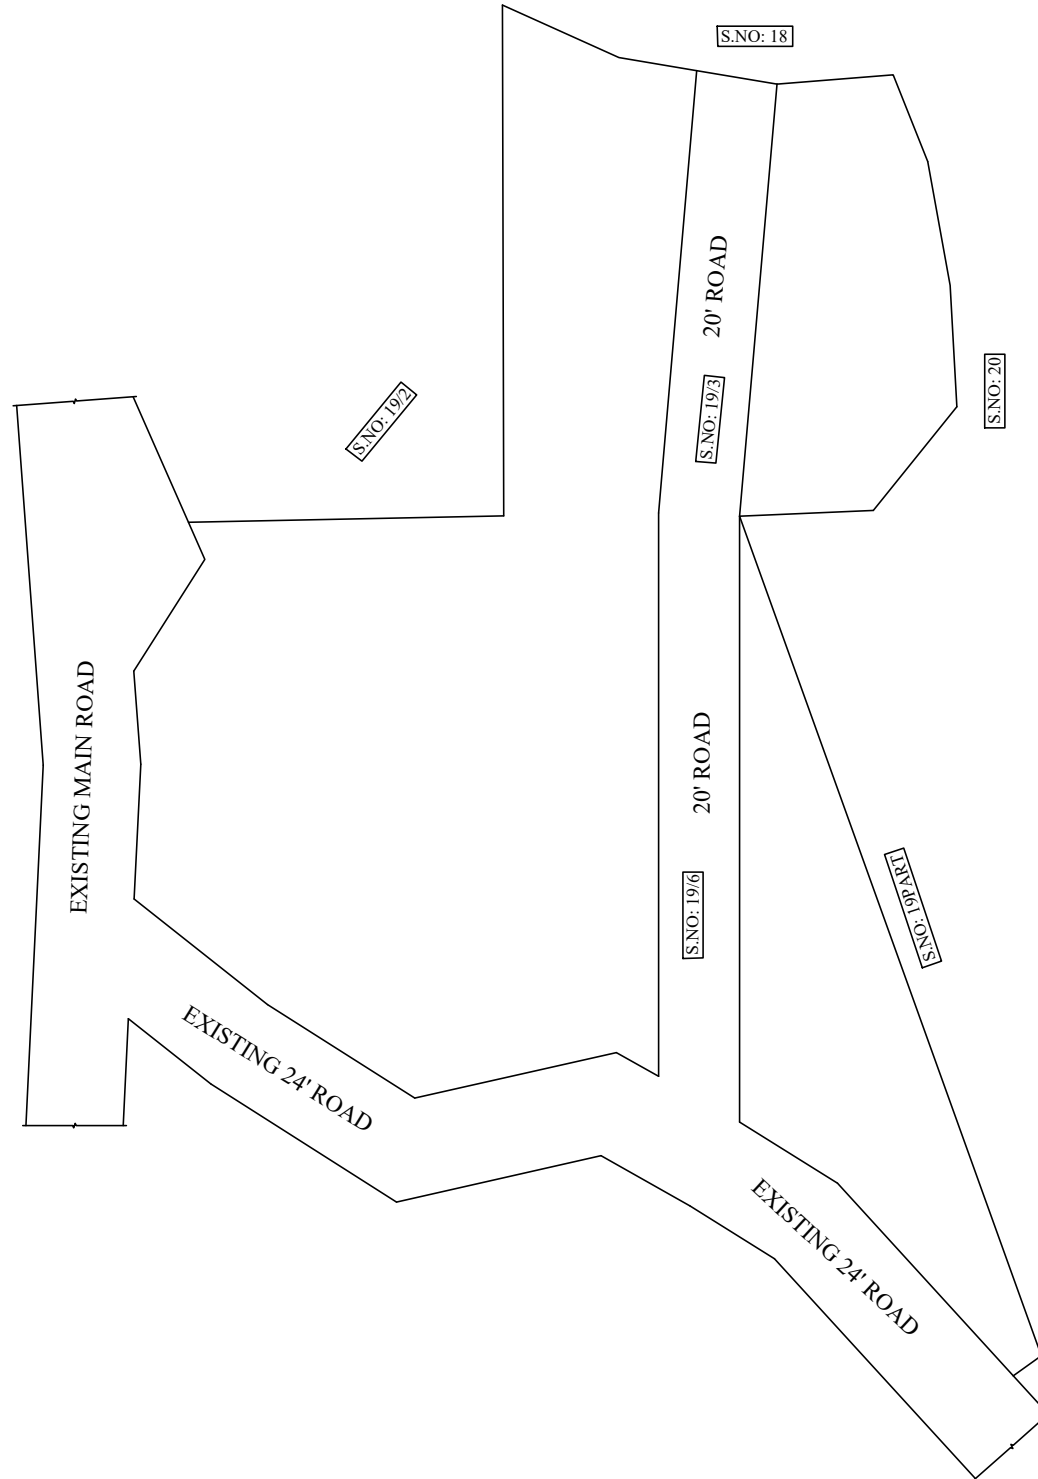 S.NO: 18
20' ROAD
S.NO: 19/3
S.NO: 19/2
S.NO: 20
EXISTING MAIN ROAD
20' ROAD
S.NO: 19/6
S.NO: 19PART
EXISTING 24' ROAD
EXISTING 24' ROAD